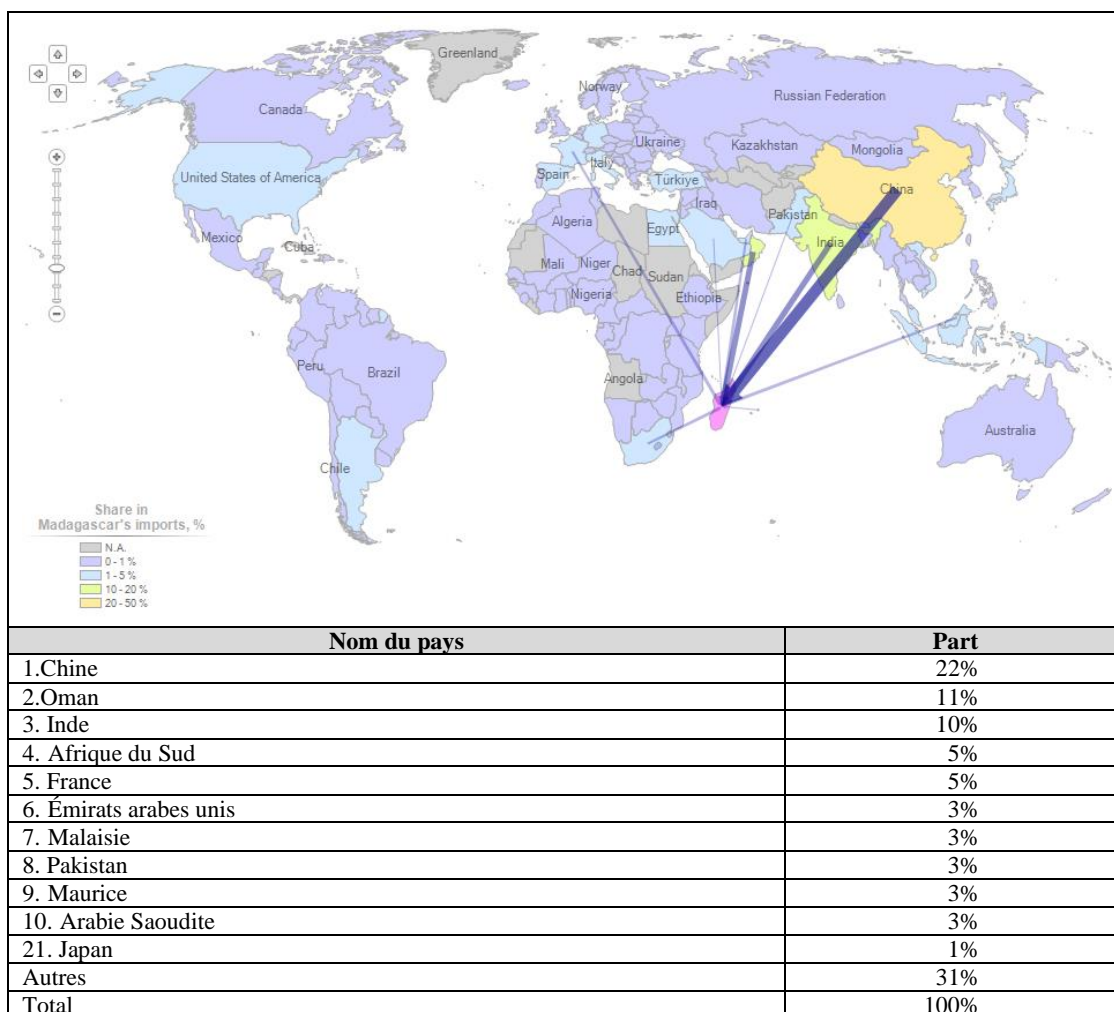 Greenland
Norway
Russian Federation
Canada
Ukraine
Kazakhstan
Mongolia
Italy
Spain
Türkiye
United States of America
China
Iraq
Pakistan
Algeria
Egypt
Mexico
Cuba
India
Mali
Niger
Chad
Sudan
Nigeria
Ethiopia
Peru
Brazil
Angola
Australia
Chile
Share in
Madagascar's imports, %
N.A.
0 - 1 %
1 - 5 %
10 - 20 %
20 - 50 %
Nom du pays Part
1.Chine 22%
2.Oman 11%
3. Inde 10%
4. Afrique du Sud 5%
5. France 5%
6. Émirats arabes unis 3%
7. Malaisie 3%
8. Pakistan 3%
9. Maurice 3%
10. Arabie Saoudite 3%
21. Japan 1%
Autres 31%
Total 100%